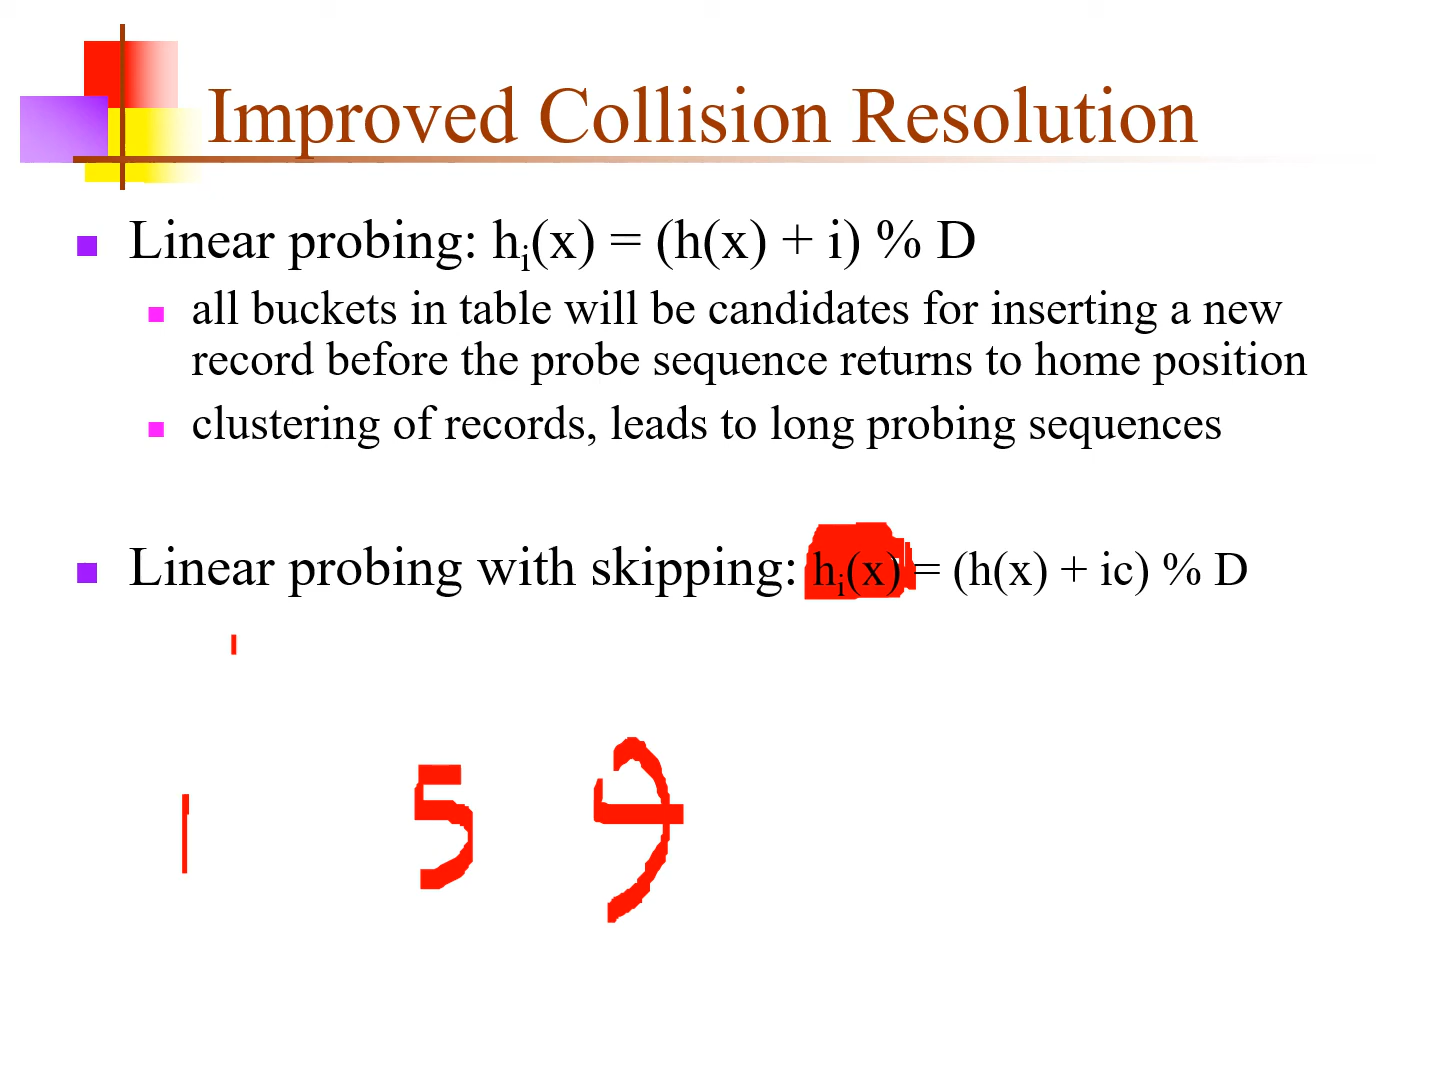 Improved Collision Resolution
Linear probing: hᵢ(x) = (h(x) + i) % D
all buckets in table will be candidates for inserting a new
record before the probe sequence returns to home position
clustering of records, leads to long probing sequences
Linear probing with skipping: hᵢ(x) = (h(x) + ic) % D
1 5 9